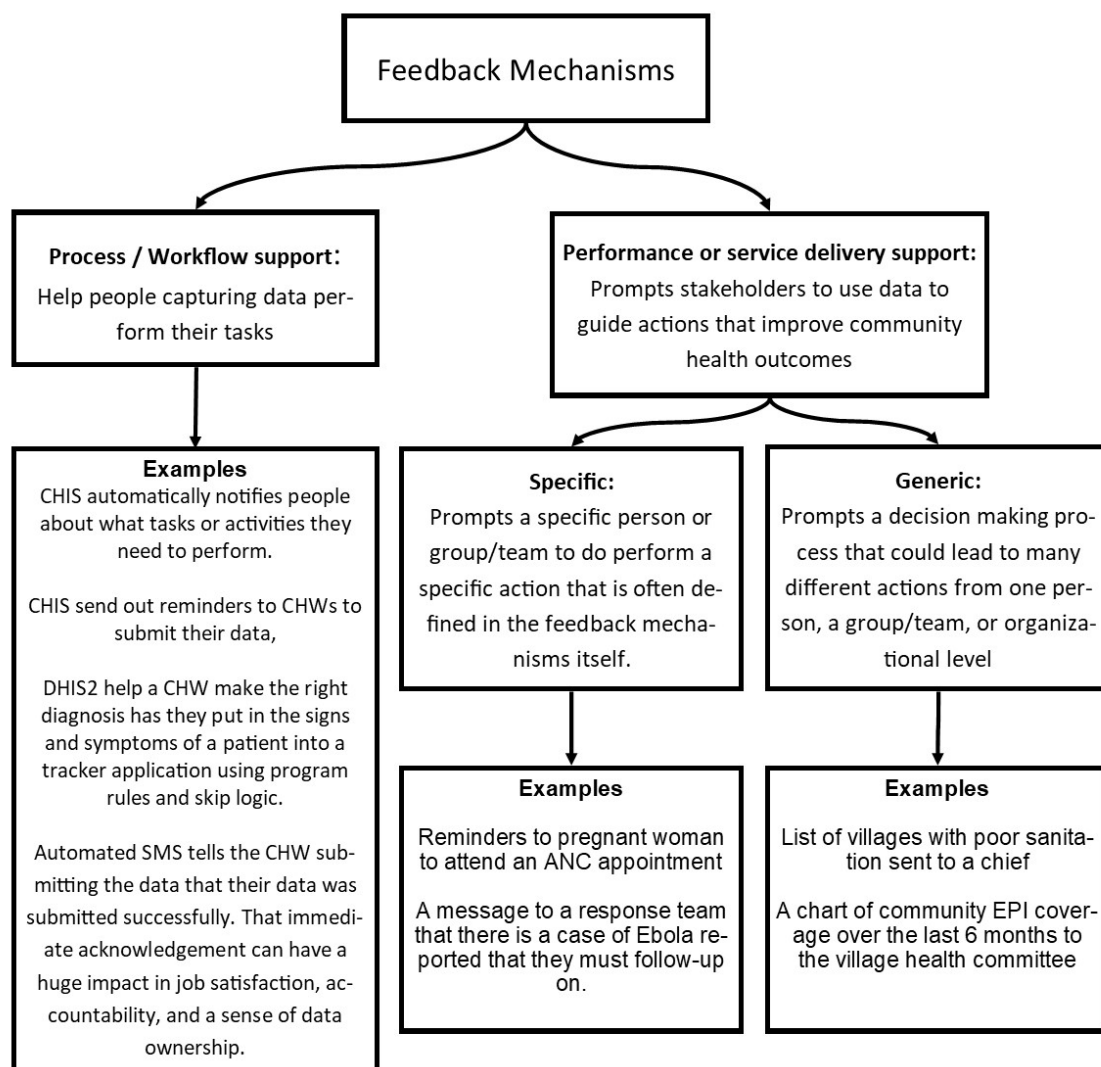 Feedback Mechanisms
Process / Workflow support:
Help people capturing data per-
form their tasks
Performance or service delivery support:
Prompts stakeholders to use data to
guide actions that improve community
health outcomes
Examples
CHIS automatically notifies people
about what tasks or activities they
need to perform.
CHIS send out reminders to CHWs to
submit their data,
DHIS2 help a CHW make the right
diagnosis has they put in the signs
and symptoms of a patient into a
tracker application using program
rules and skip logic.
Automated SMS tells the CHW sub-
mitting the data that their data was
submitted successfully. That immedi-
ate acknowledgement can have a
huge impact in job satisfaction, ac-
countability, and a sense of data
ownership.
Specific:
Prompts a specific person or
group/team to do perform a
specific action that is often de-
fined in the feedback mecha-
nisms itself.
Generic:
Prompts a decision making pro-
cess that could lead to many
different actions from one per-
son, a group/team, or organiza-
tional level
Examples
Reminders to pregnant woman
to attend an ANC appointment
A message to a response team
that there is a case of Ebola re-
ported that they must follow-up
on.
Examples
List of villages with poor sanita-
tion sent to a chief
A chart of community EPI cover-
age over the last 6 months to
the village health committee